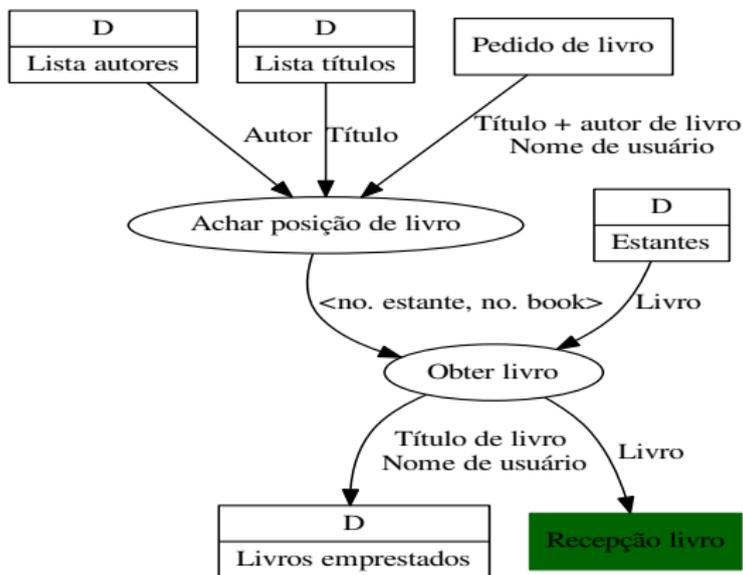 D
Lista autores
D
Lista títulos
Pedido de livro
Autor
Título
Título + autor de livro
Nome de usuário
D
Estantes
Achar posição de livro
<no. estante, no. book>
Livro
Obter livro
Título de livro
Nome de usuário
Livro
D
Livros emprestados
Recepção livro